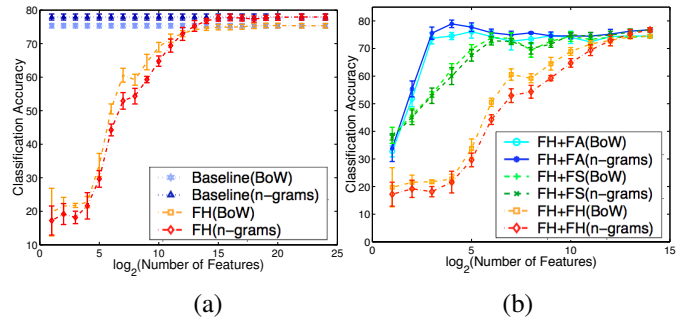 80
70
60
50
40
30
20
10
0
5
10
15
20
25
Classification Accuracy
log2(Number of Features)
Baseline(BoW)
Baseline(n−grams)
FH(BoW)
FH(n−grams)
(a)
80
70
60
50
40
30
20
10
0
0
5
10
15
Classification Accuracy
log2(Number of Features)
FH+FA(BoW)
FH+FA(n−grams)
FH+FS(BoW)
FH+FS(n−grams)
FH+FH(BoW)
FH+FH(n−grams)
(b)